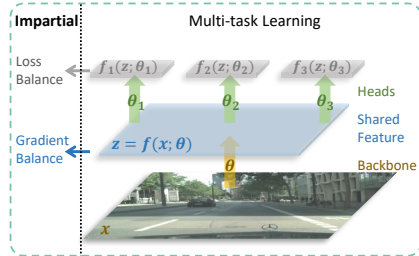 Impartial
Multi-task Learning
Loss
Balance
f₁(z;θ₁)
f₂(z;θ₂)
f₃(z;θ₃)
θ₁
θ₂
θ₃
Heads
Gradient
Balance
z = f(x;θ)
Shared
Feature
θ
Backbone
x